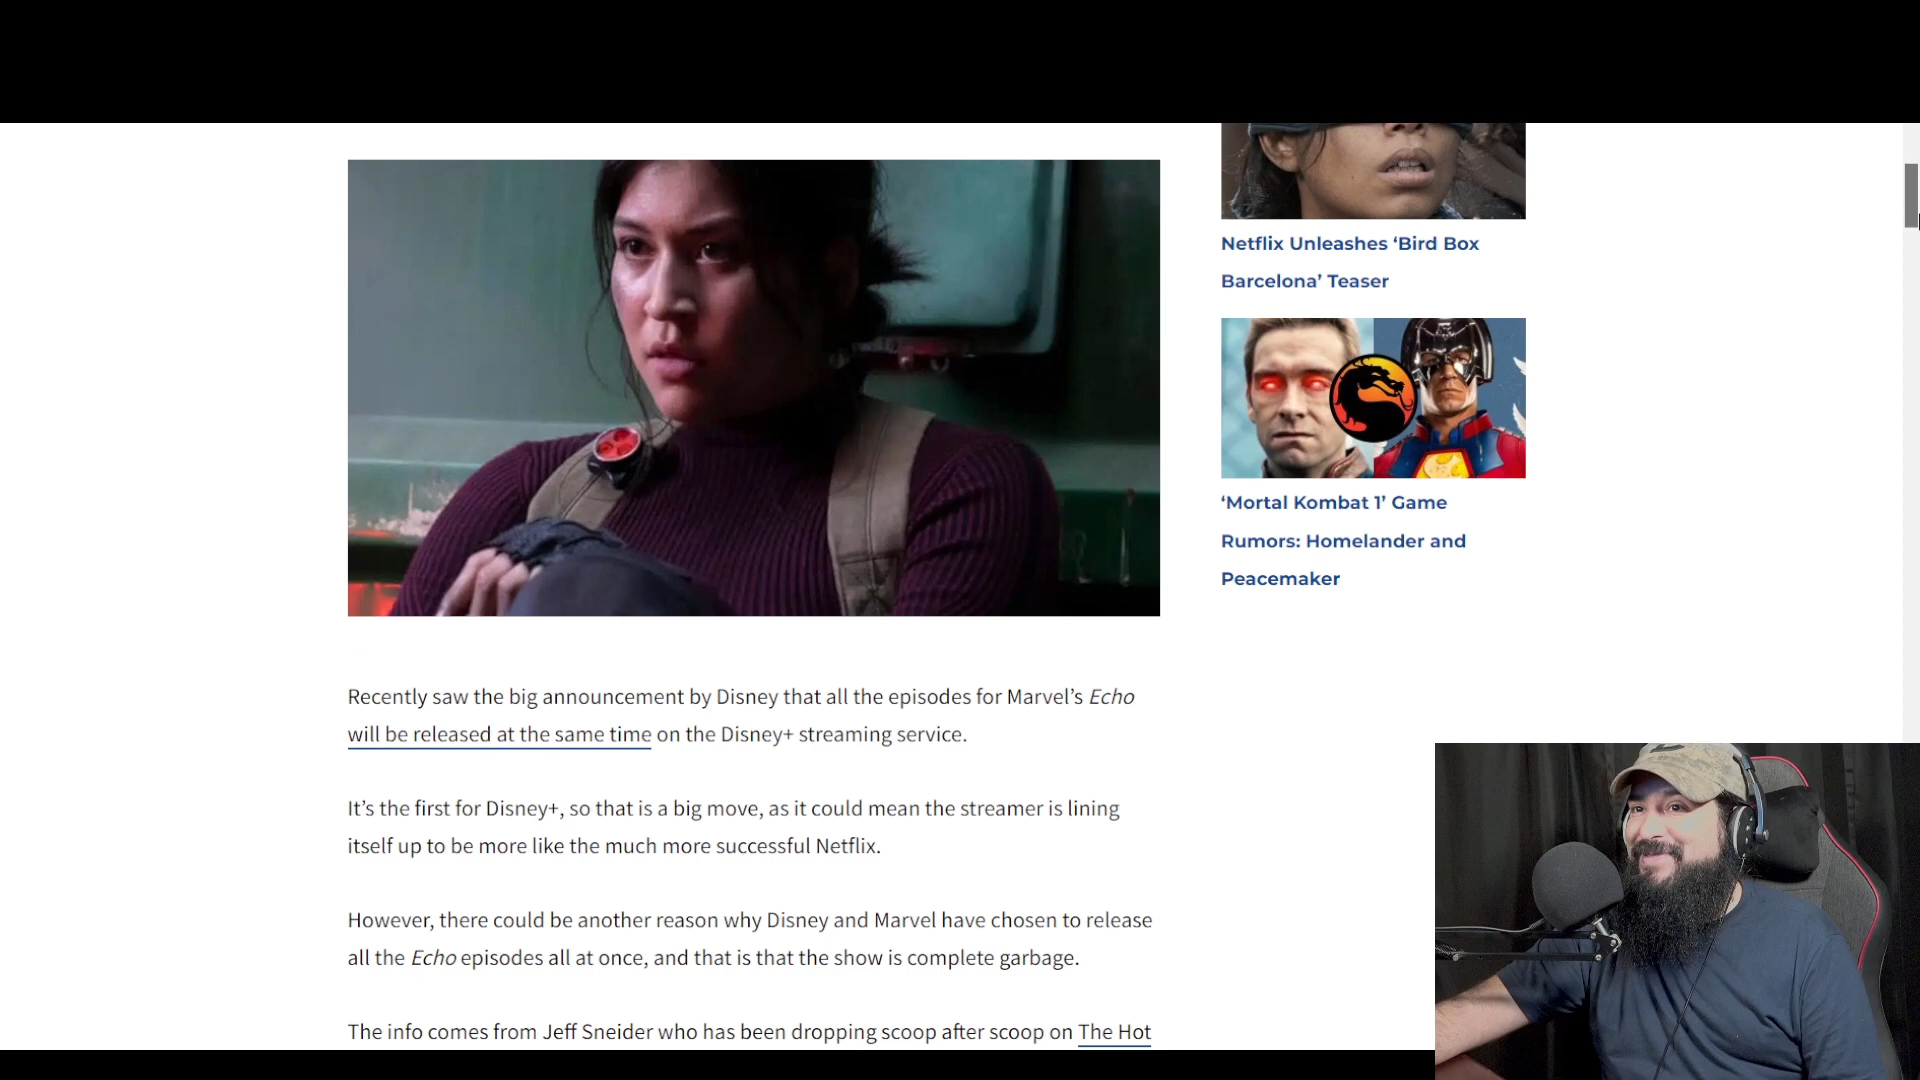 Netflix Unleashes ‘Bird Box
Barcelona’ Teaser
‘Mortal Kombat 1’ Game
Rumors: Homelander and
Peacemaker
Recently saw the big announcement by Disney that all the episodes for Marvel’s Echo
will be released at the same time on the Disney+ streaming service.
It’s the first for Disney+, so that is a big move, as it could mean the streamer is lining
itself up to be more like the much more successful Netflix.
However, there could be another reason why Disney and Marvel have chosen to release
all the Echo episodes all at once, and that is that the show is complete garbage.
The info comes from Jeff Sneider who has been dropping scoop after scoop on The Hot